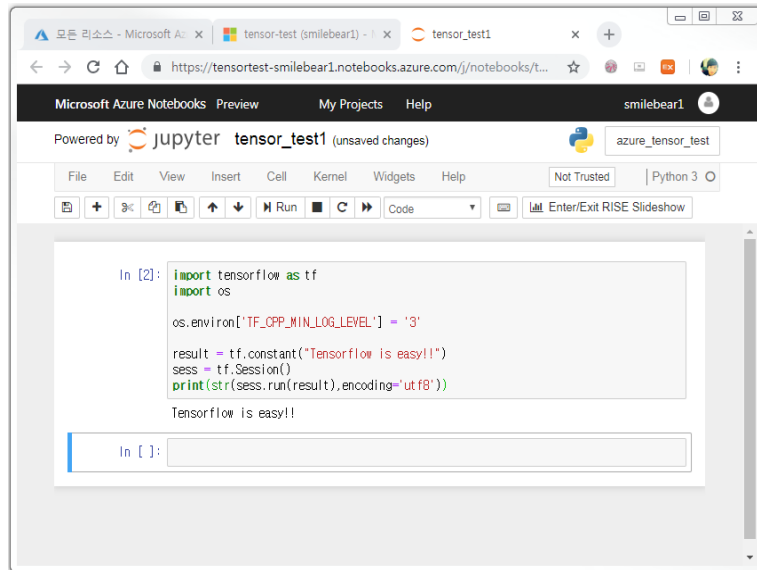 모든 리소스 - Microsoft Az
tensor-test (smilebear1) -
tensor_test1
https://tensortest-smilebear1.notebooks.azure.com/j/notebooks/t...
Microsoft Azure Notebooks Preview My Projects Help smilebear1
Powered by jupyter tensor_test1 (unsaved changes) azure_tensor_test
File Edit View Insert Cell Kernel Widgets Help Not Trusted Python 3
Run Code Enter/Exit RISE Slideshow
In [2]: import tensorflow as tf
import os
os.environ['TF_CPP_MIN_LOG_LEVEL'] = '3'
result = tf.constant("Tensorflow is easy!!")
sess = tf.Session()
print(str(sess.run(result),encoding='utf8'))
Tensorflow is easy!!
In [ ]: